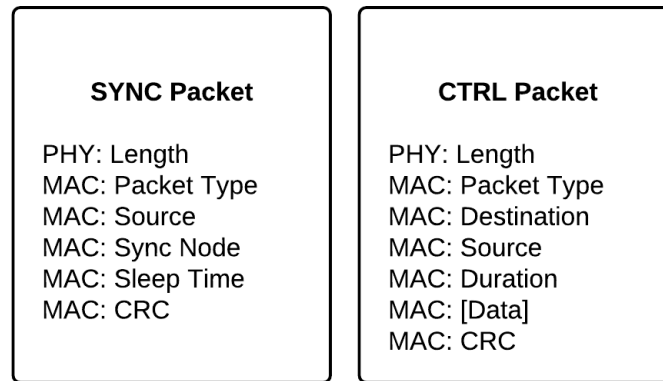 SYNC Packet
PHY: Length
MAC: Packet Type
MAC: Source
MAC: Sync Node
MAC: Sleep Time
MAC: CRC
CTRL Packet
PHY: Length
MAC: Packet Type
MAC: Destination
MAC: Source
MAC: Duration
MAC: [Data]
MAC: CRC